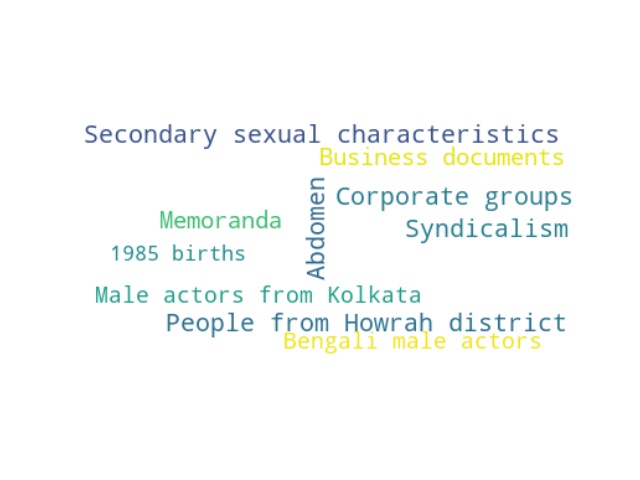 Secondary sexual characteristics
Business documents
Abdomen
Corporate groups
Memoranda
Syndicalism
1985 births
Male actors from Kolkata
People from Howrah district
Bengali male actors